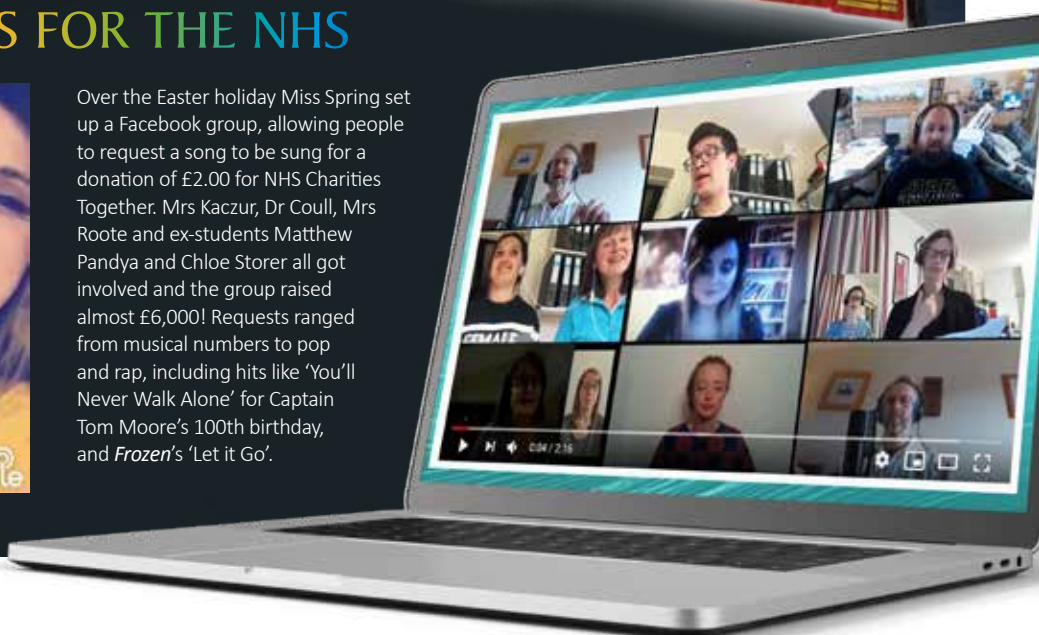 S FOR THE NHS
Over the Easter holiday Miss Spring set
up a Facebook group, allowing people
to request a song to be sung for a
donation of £2.00 for NHS Charities
Together. Mrs Kaczur, Dr Coull, Mrs
Roote and ex-students Matthew
Pandya and Chloe Storer all got
involved and the group raised
almost £6,000! Requests ranged
from musical numbers to pop
and rap, including hits like ‘You’ll
Never Walk Alone’ for Captain
Tom Moore’s 100th birthday,
and Frozen’s ‘Let it Go’.
le
0:04 / 2:16